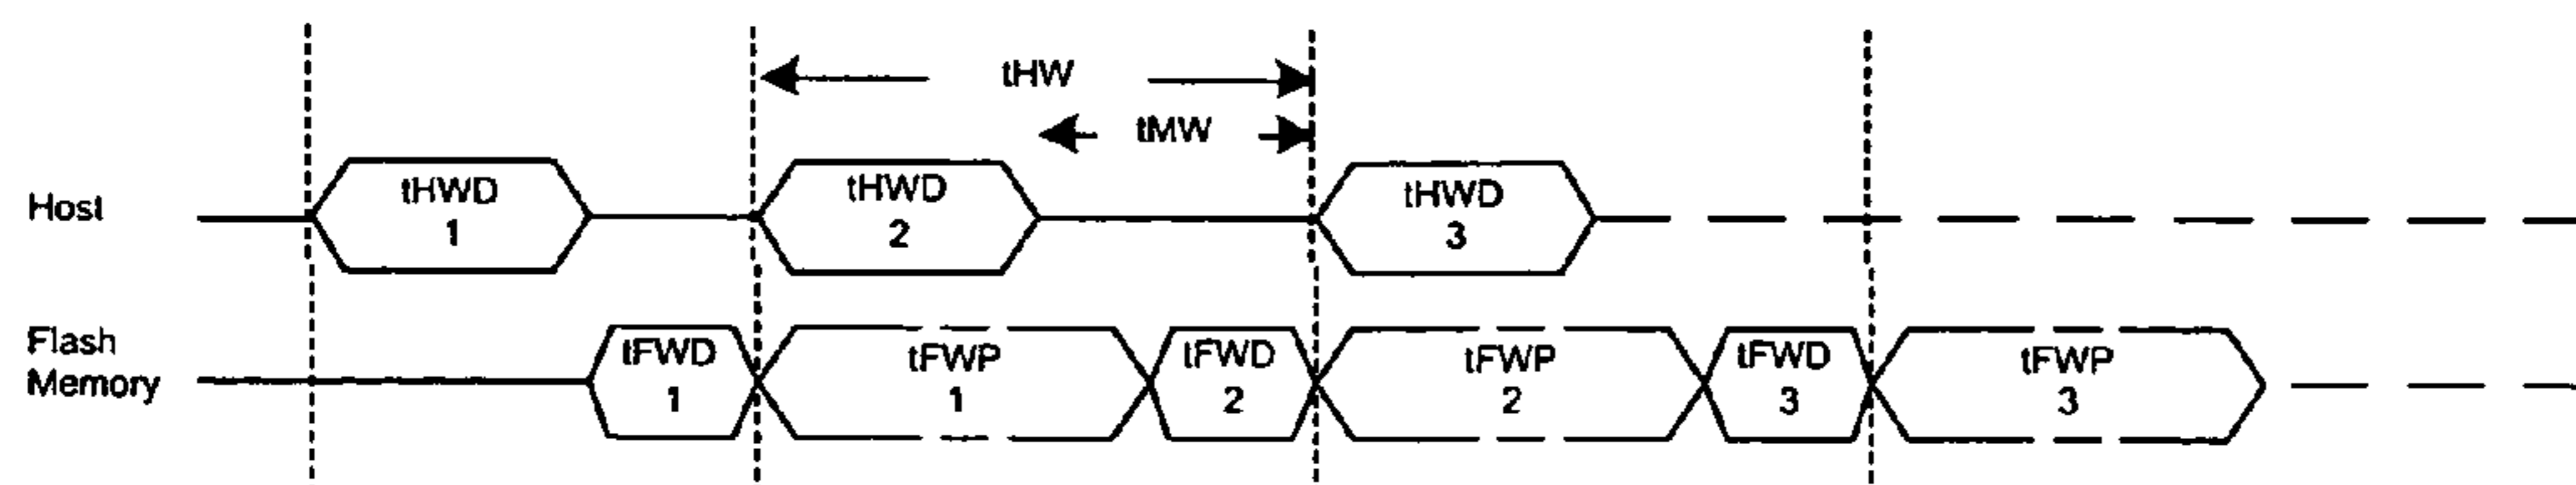 tHW
tMW
Host
tHWD
1
tHWD
2
tHWD
3
Flash
Memory
tFWD
1
tFWP
1
tFWD
2
tFWP
2
tFWD
3
tFWP
3